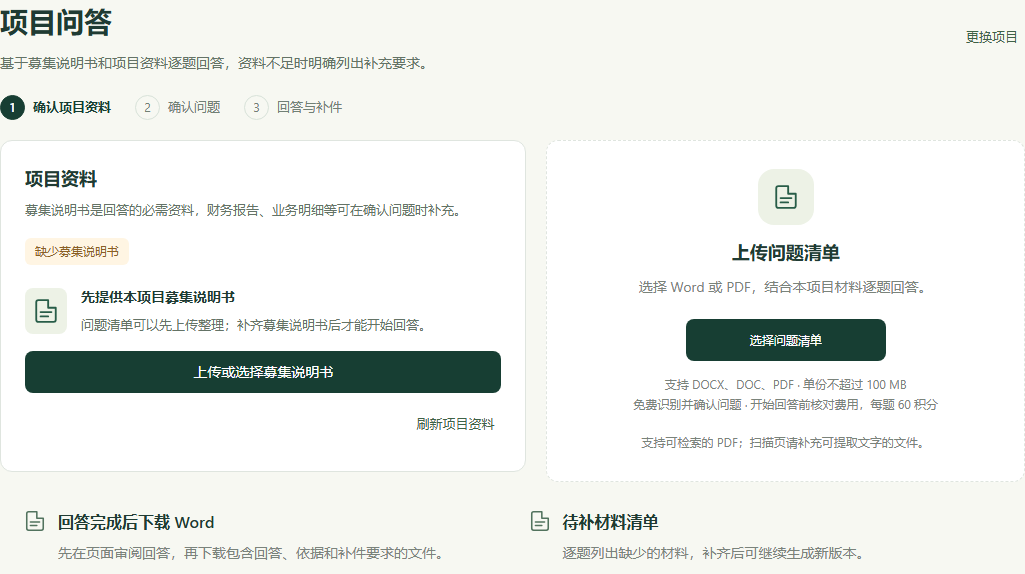 项目问答
更换项目
基于募集说明书和项目资料逐题回答，资料不足时明确列出补充要求。
1 确认项目资料 2 确认问题 3 回答与补件
项目资料
募集说明书是回答的必需资料，财务报告、业务明细等可在确认问题时补充。
缺少募集说明书
先提供本项目募集说明书
问题清单可以先上传整理；补齐募集说明书后才能开始回答。
上传或选择募集说明书
刷新项目资料
上传问题清单
选择 Word 或 PDF，结合本项目材料逐题回答。
选择问题清单
支持 DOCX、DOC、PDF · 单份不超过 100 MB
免费识别并确认问题 · 开始回答前核对费用，每题 60 积分
支持可检索的 PDF；扫描页请补充可提取文字的文件。
回答完成后下载 Word
先在页面审阅回答，再下载包含回答、依据和补件要求的文件。
待补材料清单
逐题列出缺少的材料，补齐后可继续生成新版本。